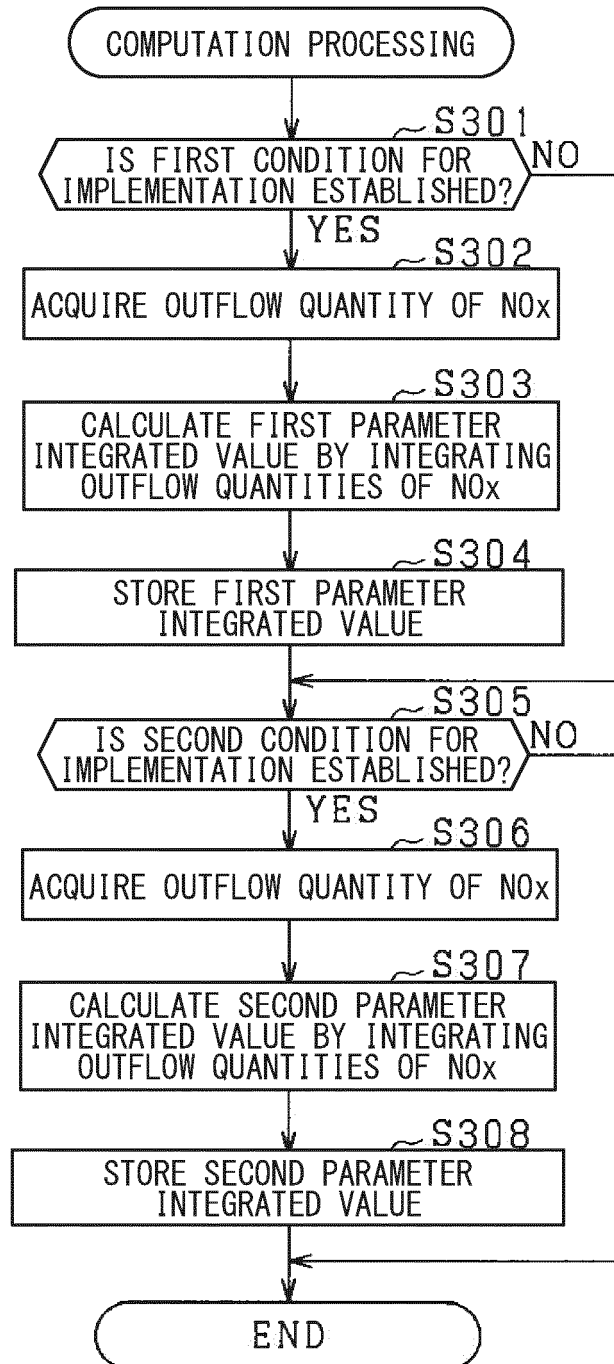 COMPUTATION PROCESSING
S301
IS FIRST CONDITION FOR
IMPLEMENTATION ESTABLISHED?
NO
YES
S302
ACQUIRE OUTFLOW QUANTITY OF NOx
S303
CALCULATE FIRST PARAMETER
INTEGRATED VALUE BY INTEGRATING
OUTFLOW QUANTITIES OF NOx
S304
STORE FIRST PARAMETER
INTEGRATED VALUE
S305
IS SECOND CONDITION FOR
IMPLEMENTATION ESTABLISHED?
NO
YES
S306
ACQUIRE OUTFLOW QUANTITY OF NOx
S307
CALCULATE SECOND PARAMETER
INTEGRATED VALUE BY INTEGRATING
OUTFLOW QUANTITIES OF NOx
S308
STORE SECOND PARAMETER
INTEGRATED VALUE
END